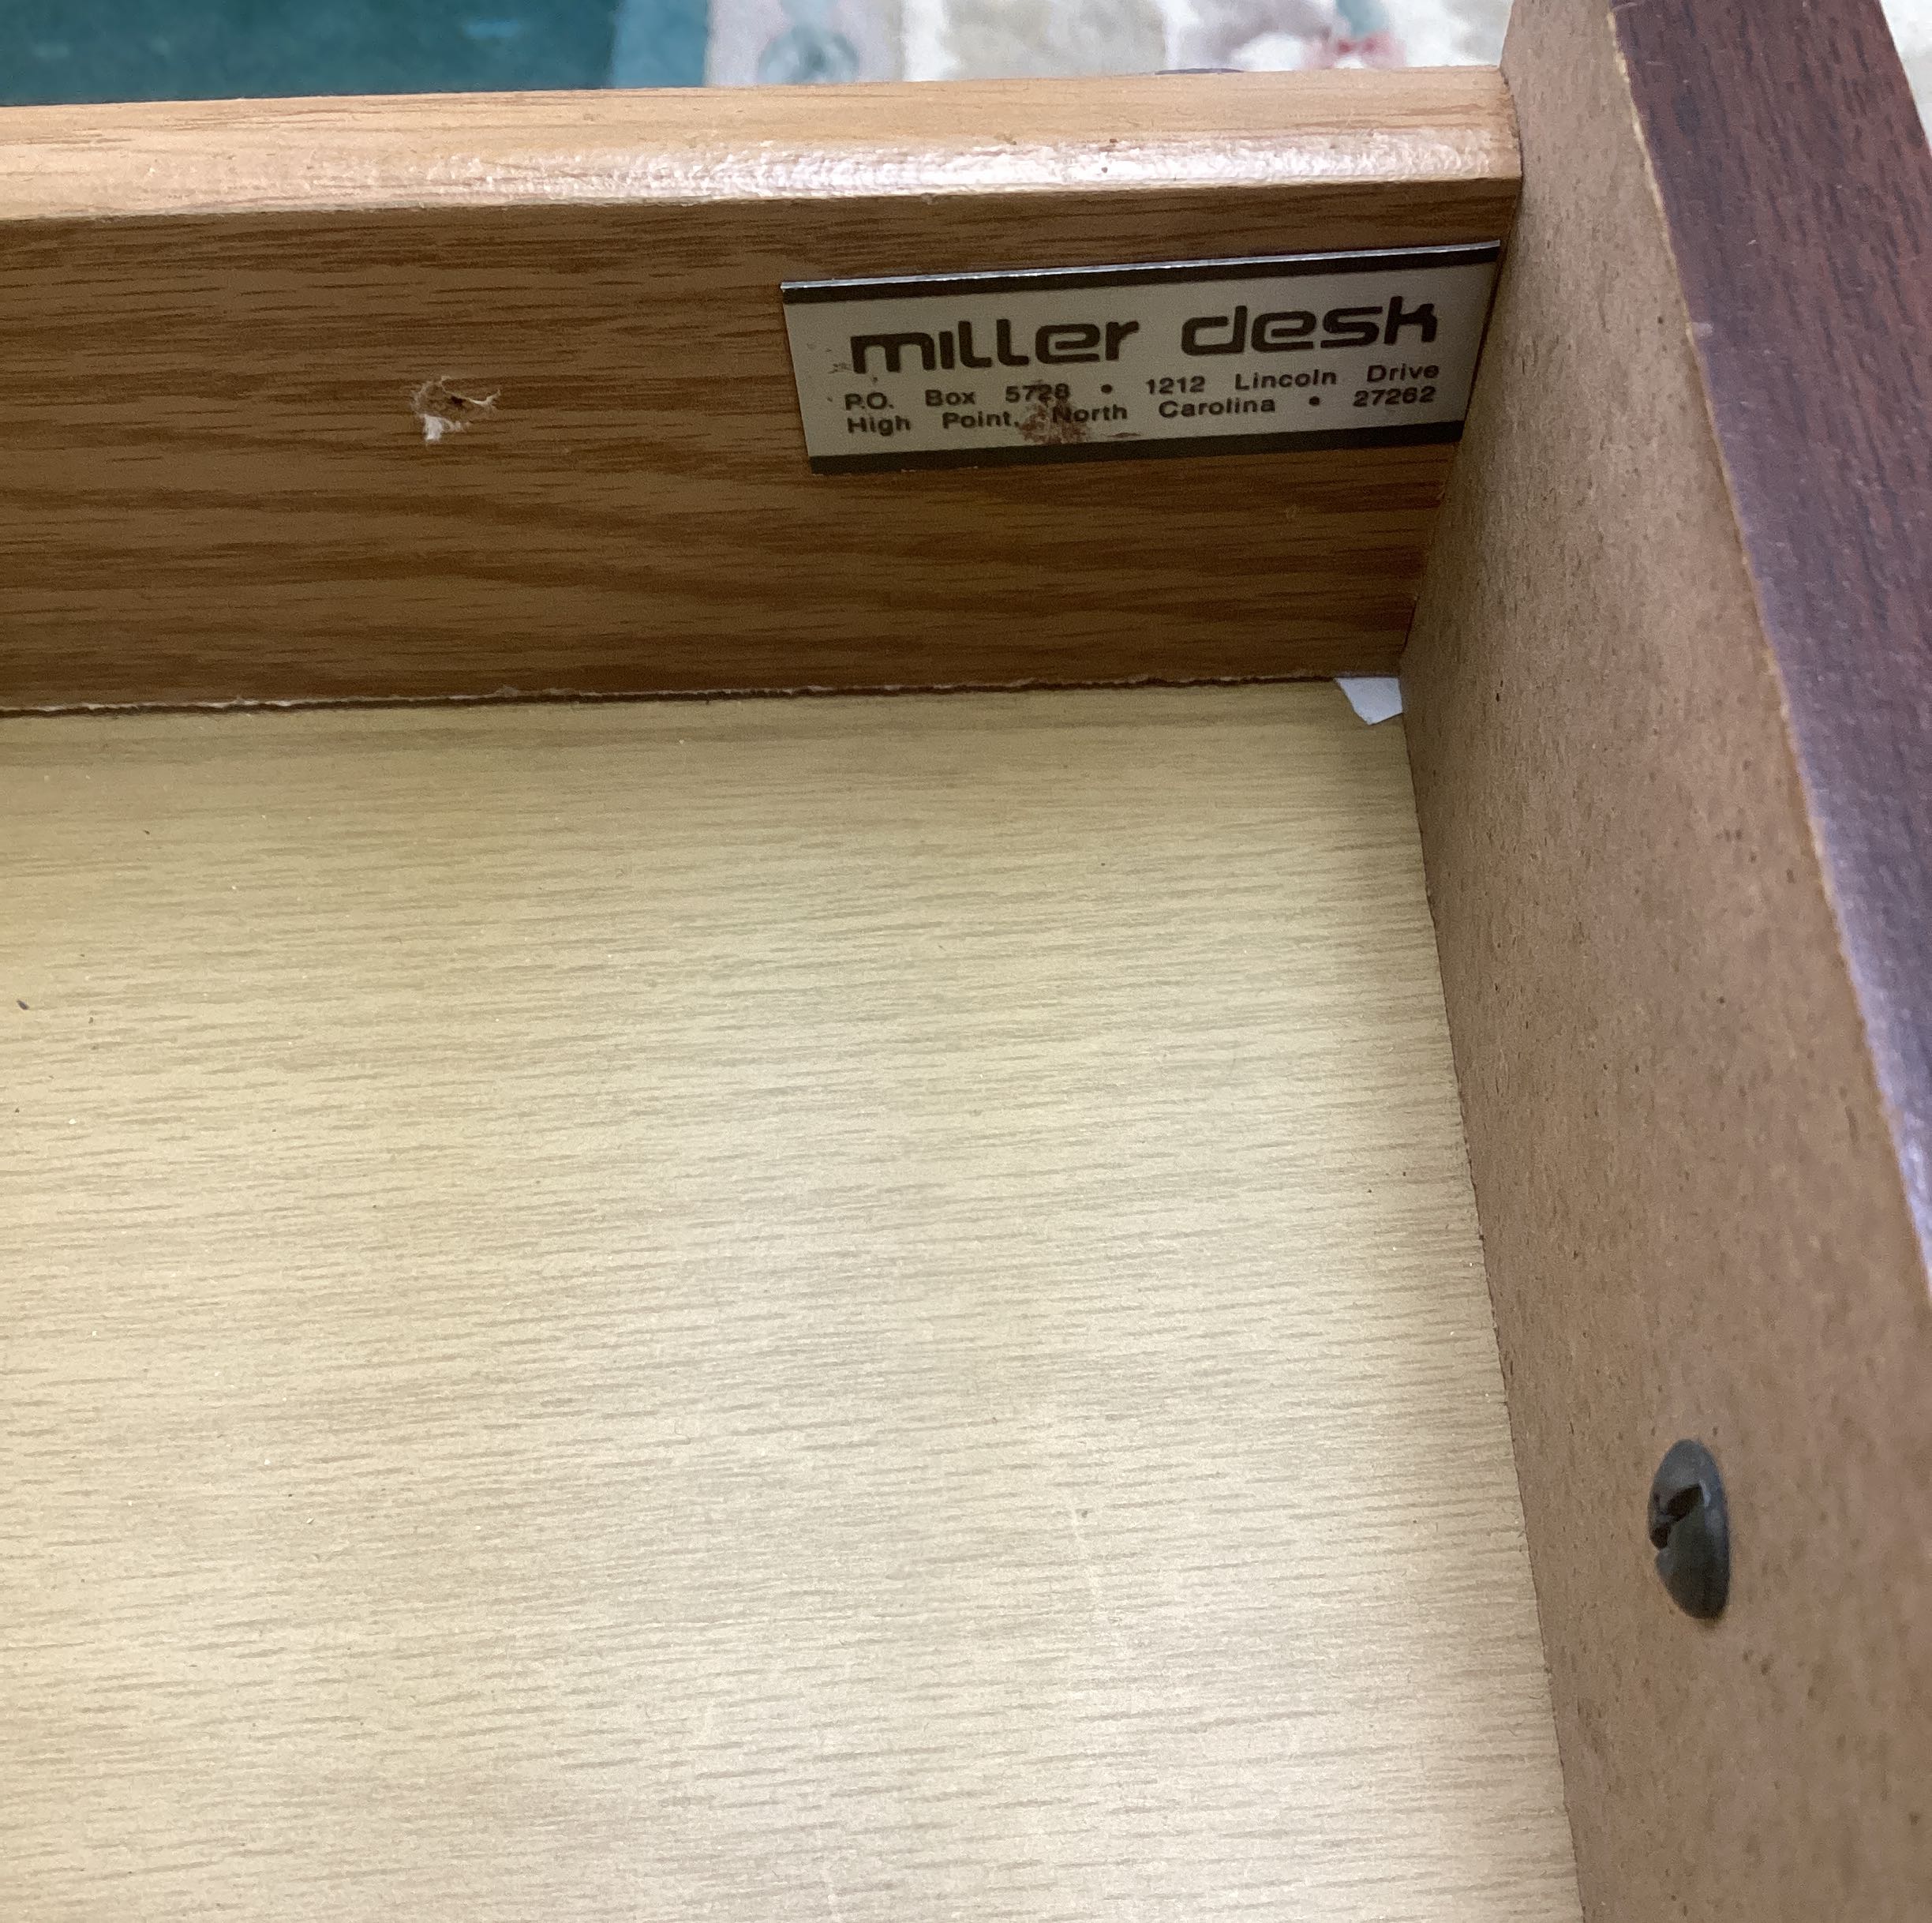 miller desk
P.O. Box 5728 • 1212 Lincoln Drive
High Point, North Carolina • 27262